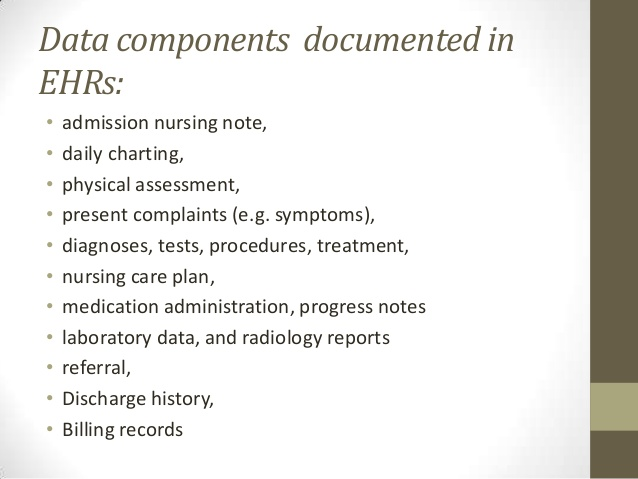 Data components documented in
EHRs:
• admission nursing note,
• daily charting,
• physical assessment,
• present complaints (e.g. symptoms),
• diagnoses, tests, procedures, treatment,
• nursing care plan,
• medication administration, progress notes
• laboratory data, and radiology reports
• referral,
• Discharge history,
• Billing records